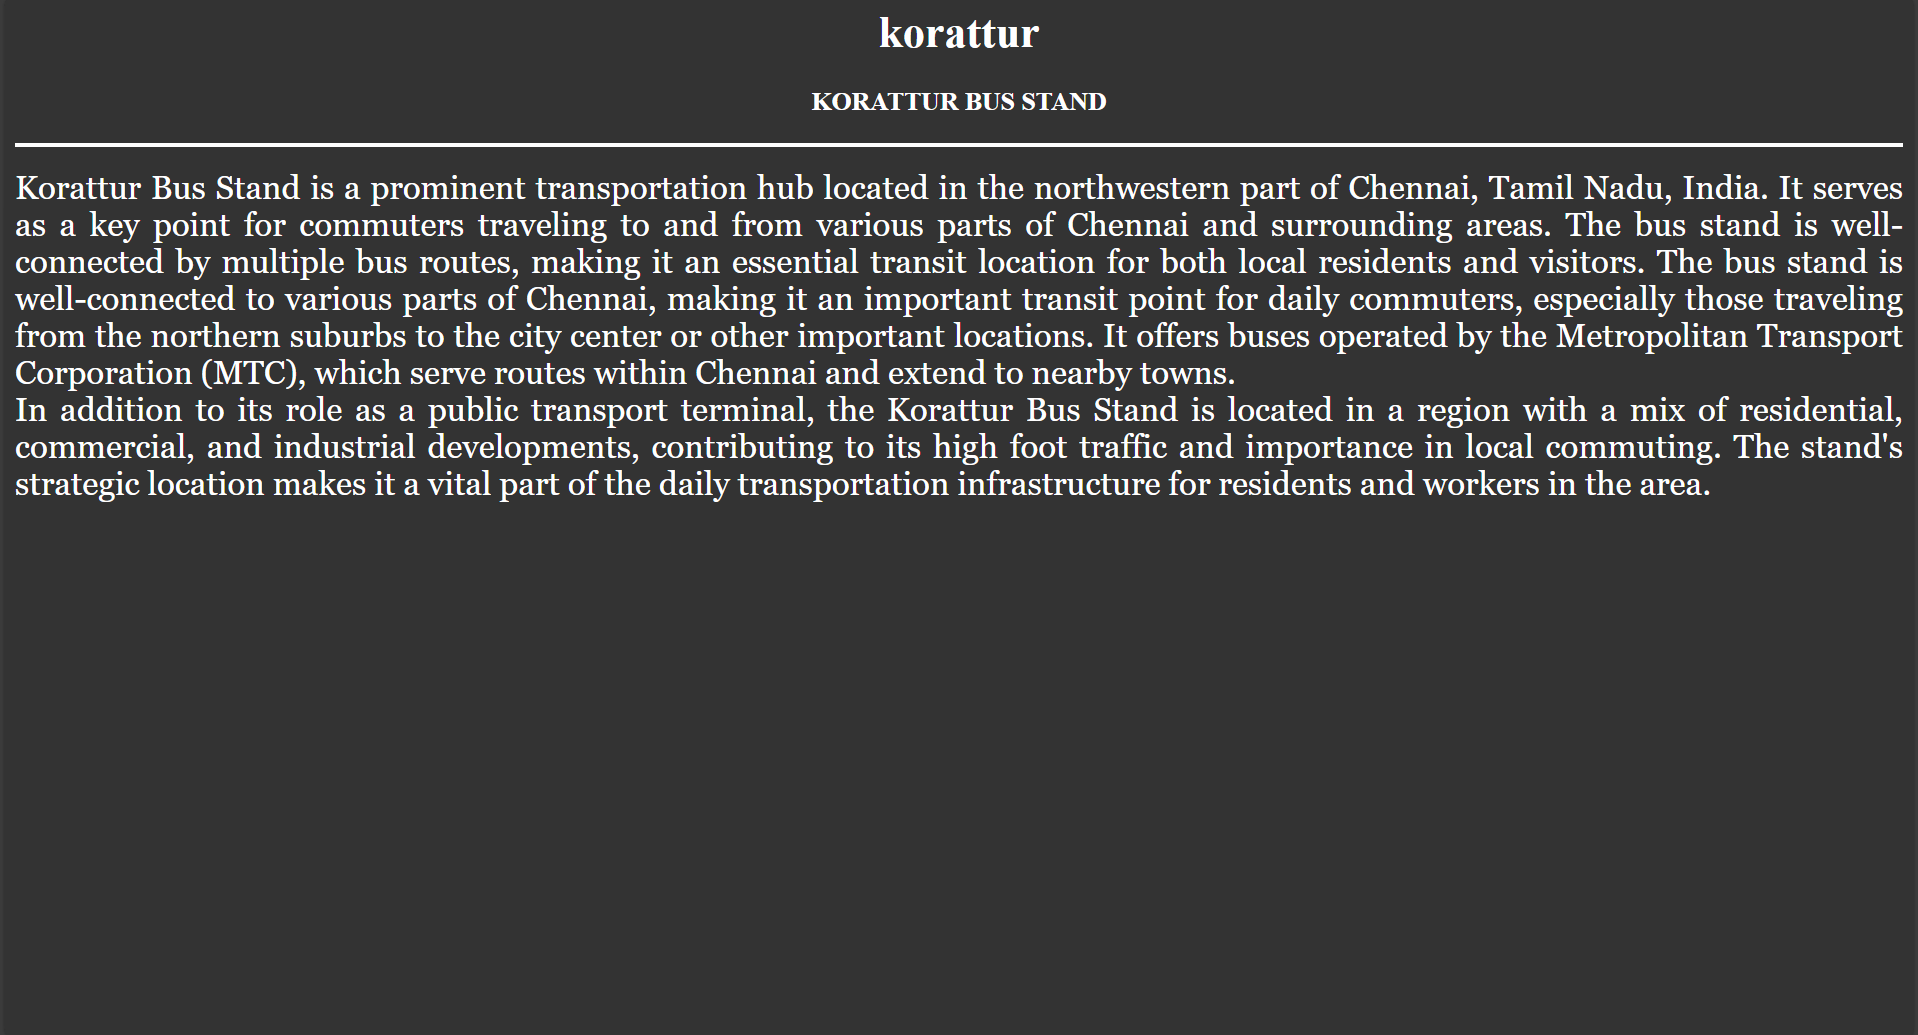 korattur
KORATTUR BUS STAND
Korattur Bus Stand is a prominent transportation hub located in the northwestern part of Chennai, Tamil Nadu, India. It serves
as a key point for commuters traveling to and from various parts of Chennai and surrounding areas. The bus stand is well-
connected by multiple bus routes, making it an essential transit location for both local residents and visitors. The bus stand is
well-connected to various parts of Chennai, making it an important transit point for daily commuters, especially those traveling
from the northern suburbs to the city center or other important locations. It offers buses operated by the Metropolitan Transport
Corporation (MTC), which serve routes within Chennai and extend to nearby towns.
In addition to its role as a public transport terminal, the Korattur Bus Stand is located in a region with a mix of residential,
commercial, and industrial developments, contributing to its high foot traffic and importance in local commuting. The stand's
strategic location makes it a vital part of the daily transportation infrastructure for residents and workers in the area.